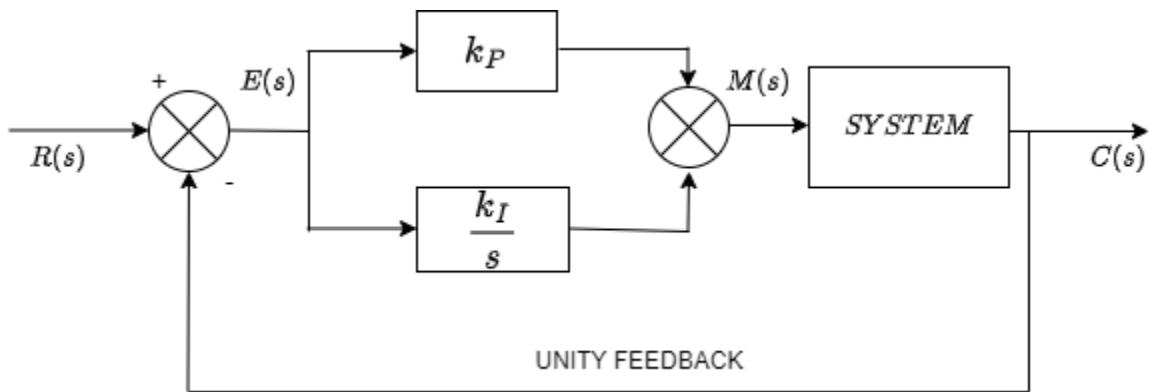 k_P
+
E(s)
M(s)
SYSTEM
R(s)
-
C(s)
k_I
s
UNITY FEEDBACK